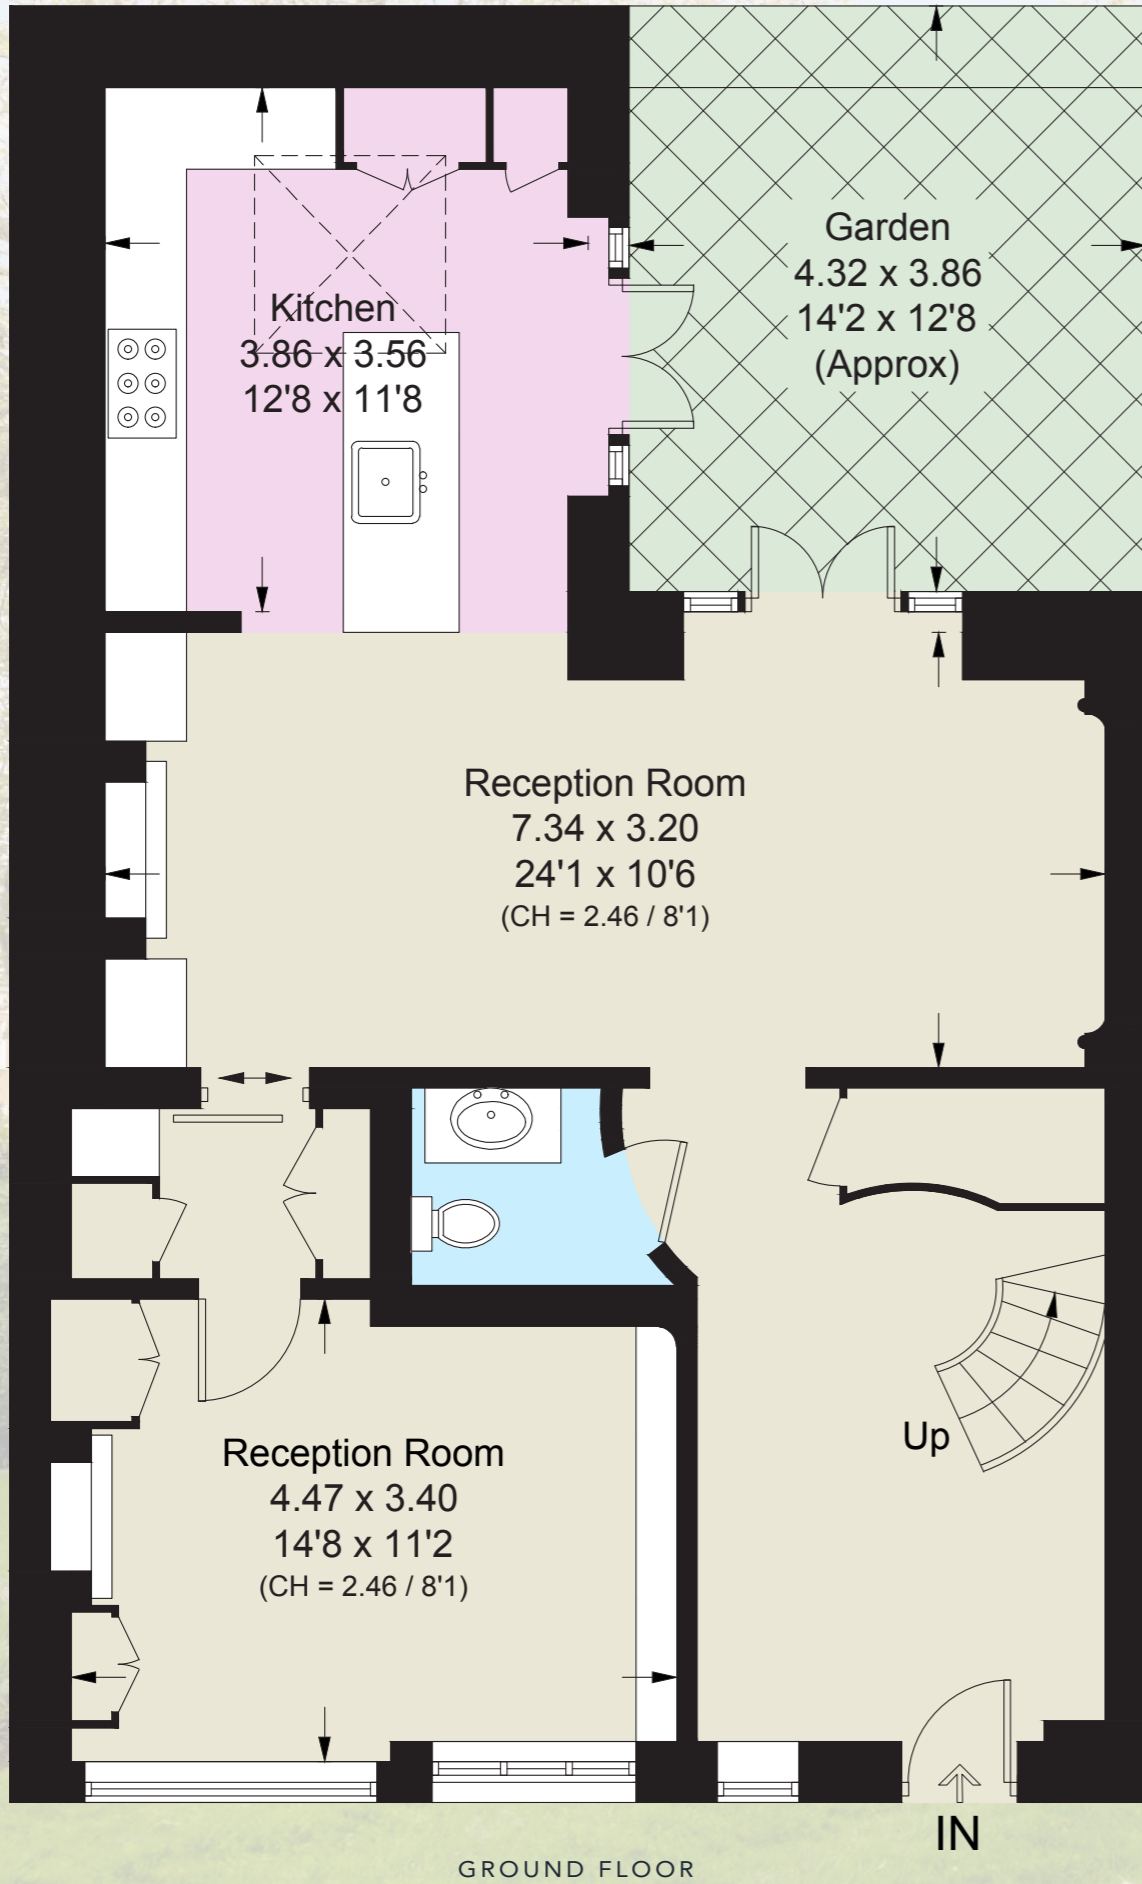 Garden
4.32 x 3.86
14'2 x 12'8
(Approx)
Kitchen
3.86 x 3.56
12'8 x 11'8
Reception Room
7.34 x 3.20
24'1 x 10'6
(CH = 2.46 / 8'1)
Up
Reception Room
4.47 x 3.40
14'8 x 11'2
(CH = 2.46 / 8'1)
IN
GROUND FLOOR